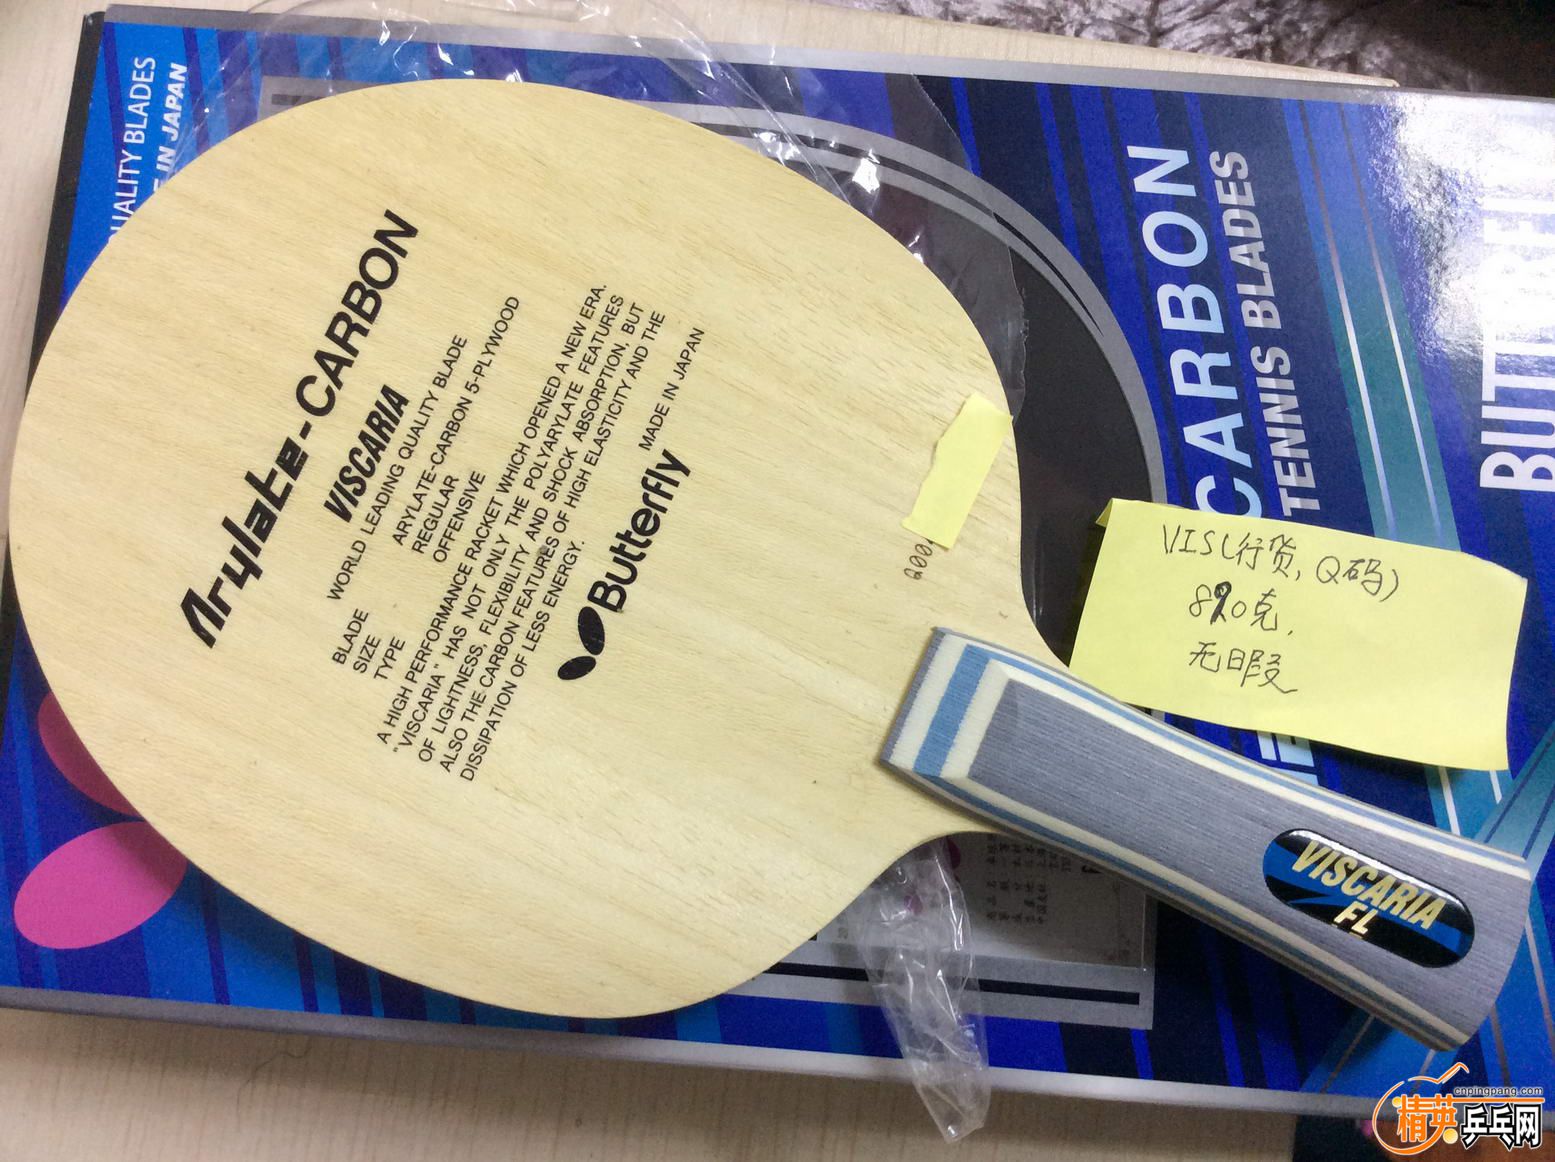 QUALITY BLADES
IN JAPAN
Arylate-CARBON
VISCARIA
WORLD LEADING QUALITY BLADE
BLADE ARYLATE-CARBON 5-PLYWOOD
SIZE REGULAR
TYPE OFFENSIVE
A HIGH PERFORMANCE RACKET WHICH OPENED A NEW ERA.
"VISCARIA" HAS NOT ONLY THE POLYARYLATE FEATURES
OF LIGHTNESS, FLEXIBILITY AND SHOCK ABSORPTION, BUT
ALSO THE CARBON FEATURES OF HIGH ELASTICITY AND THE
DISSIPATION OF LESS ENERGY.
Butterfly MADE IN JAPAN
Q00
CARBON
TENNIS BLADES
VIS(行货,Q码)
890克,
无暇
VISCARIA
FL
cnpingpang.com
精英乒乓网